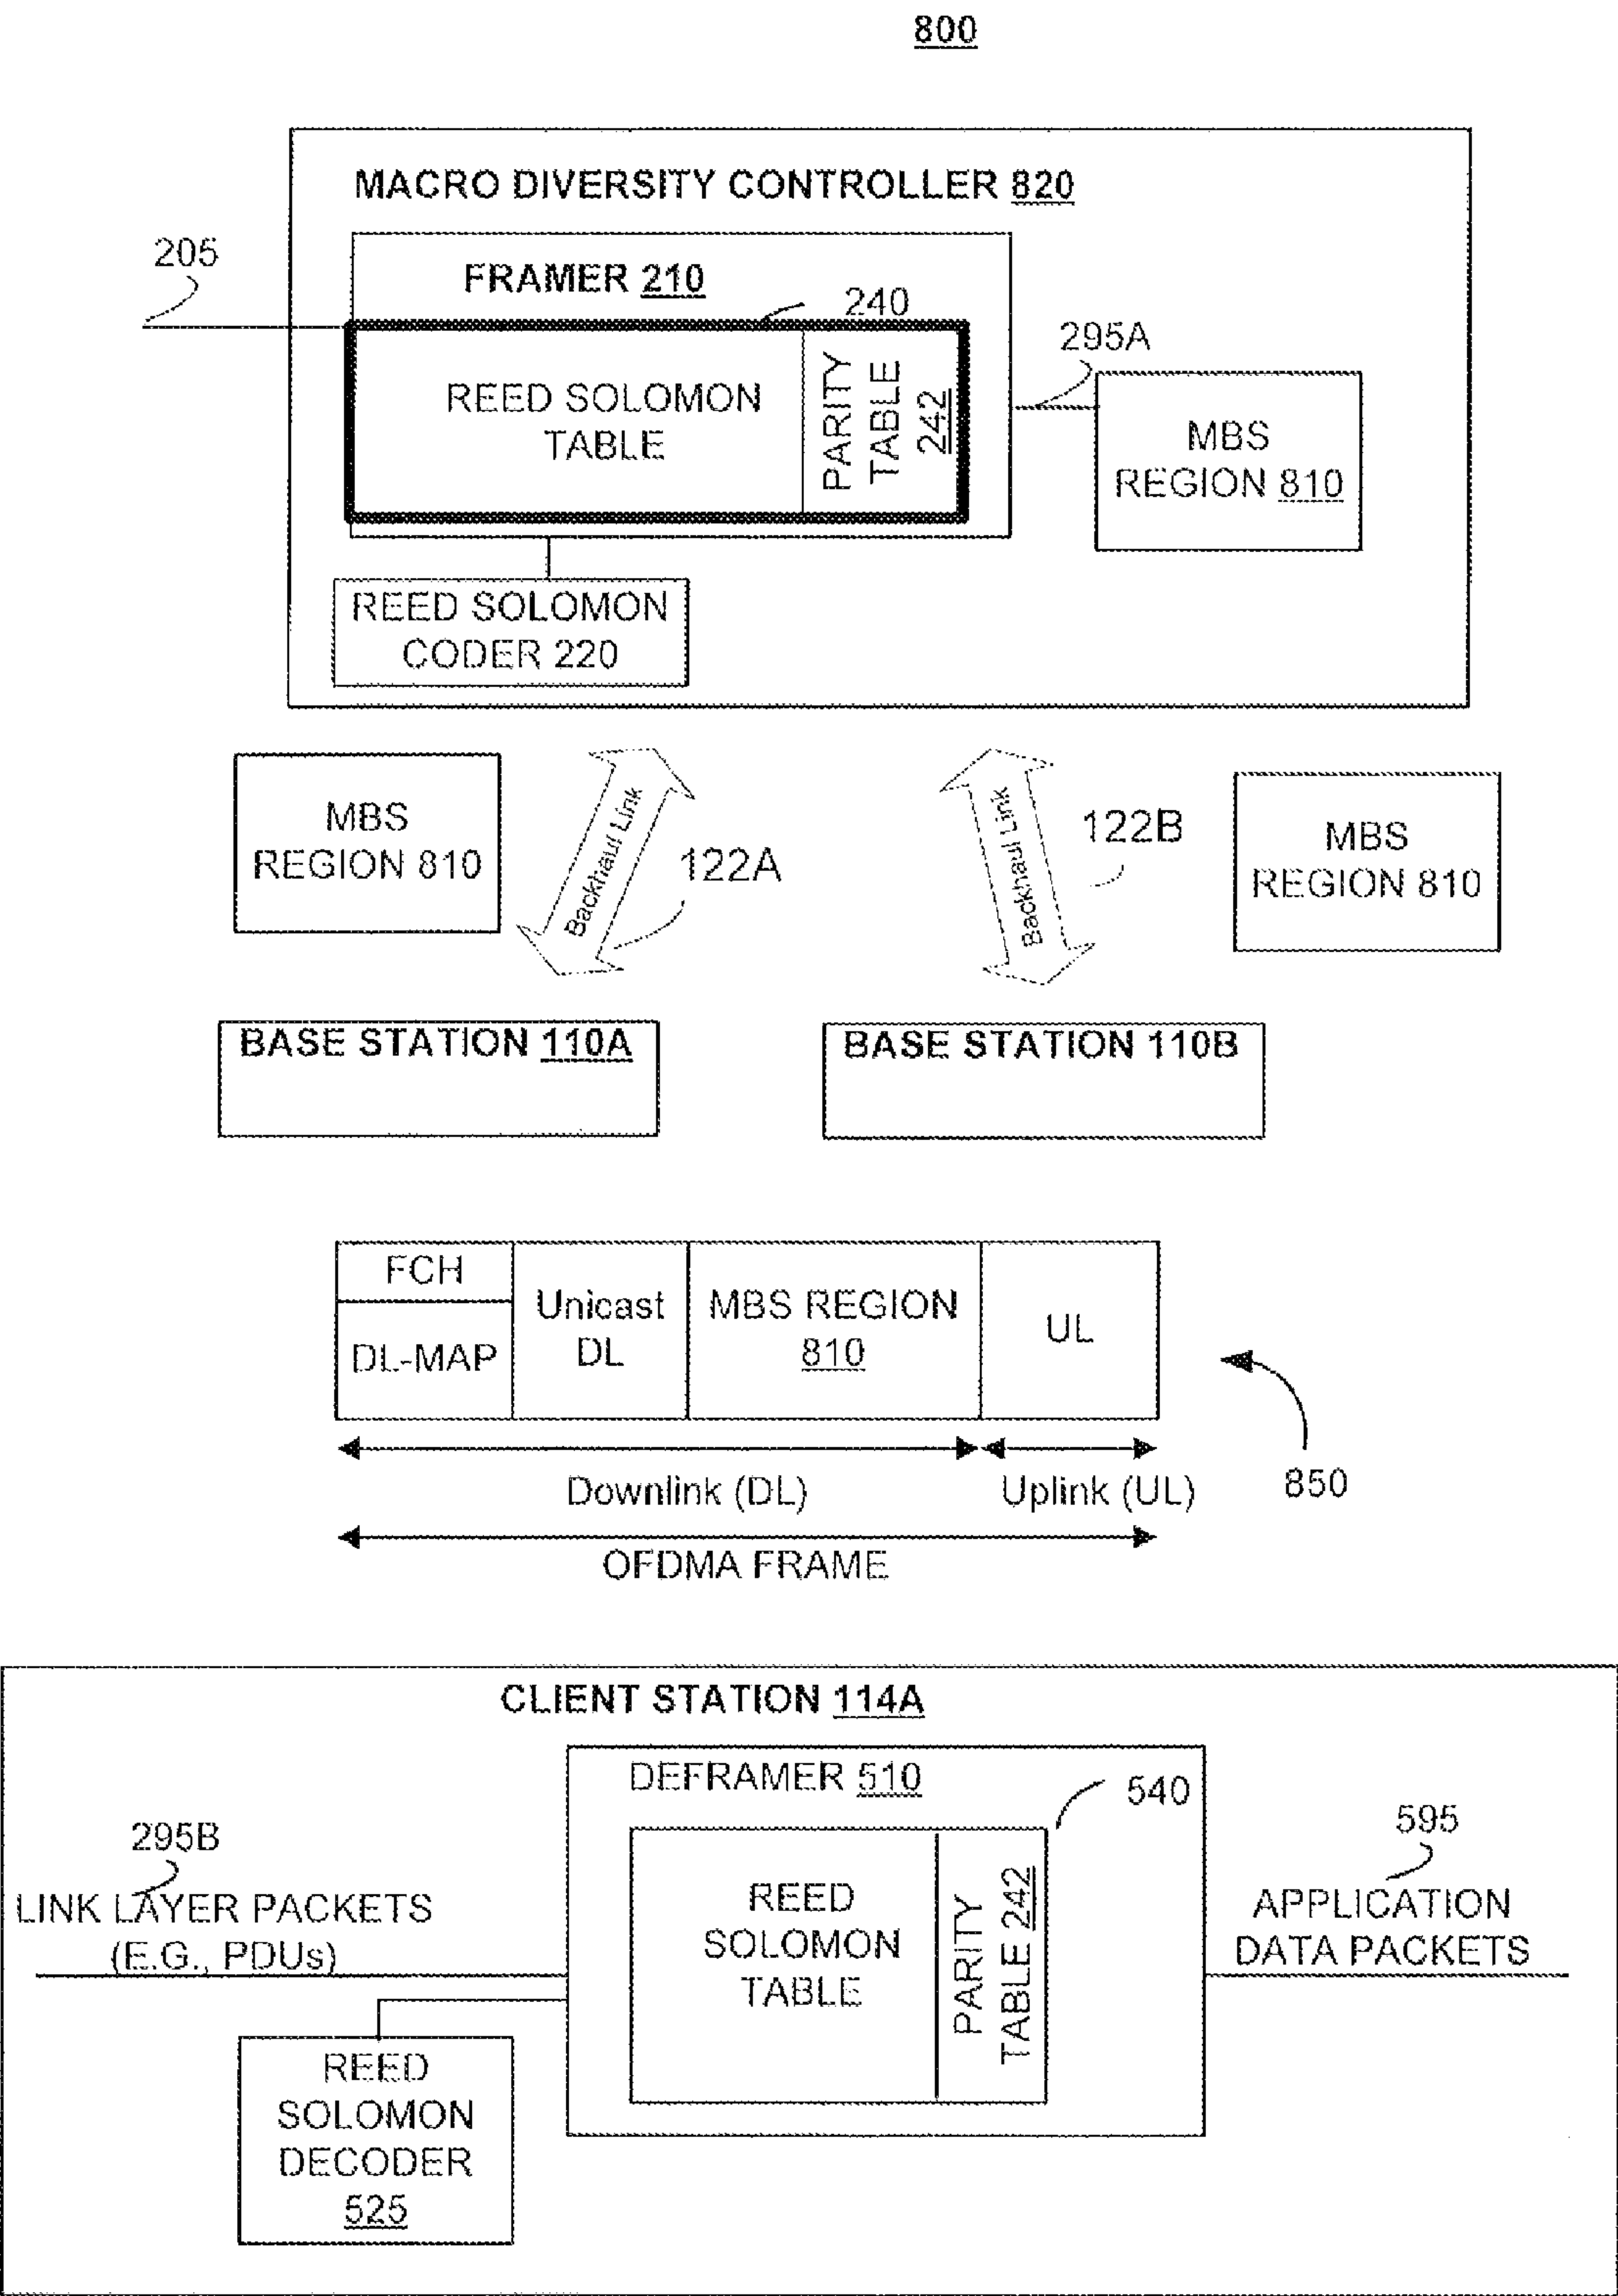 800
MACRO DIVERSITY CONTROLLER 820
205
FRAMER 210
240
295A
REED SOLOMON
TABLE
PARITY
TABLE
242
MBS
REGION 810
REED SOLOMON
CODER 220
MBS
REGION 810
Backhaul Link
122A
Backhaul Link
122B
MBS
REGION 810
BASE STATION 110A
BASE STATION 110B
FCH
DL-MAP
Unicast
DL
MBS REGION
810
UL
Downlink (DL)
Uplink (UL)
850
OFDMA FRAME
CLIENT STATION 114A
DEFRAMER 510
540
295B
595
LINK LAYER PACKETS
(E.G., PDUs)
REED
SOLOMON
TABLE
PARITY
TABLE 242
APPLICATION
DATA PACKETS
REED
SOLOMON
DECODER
525